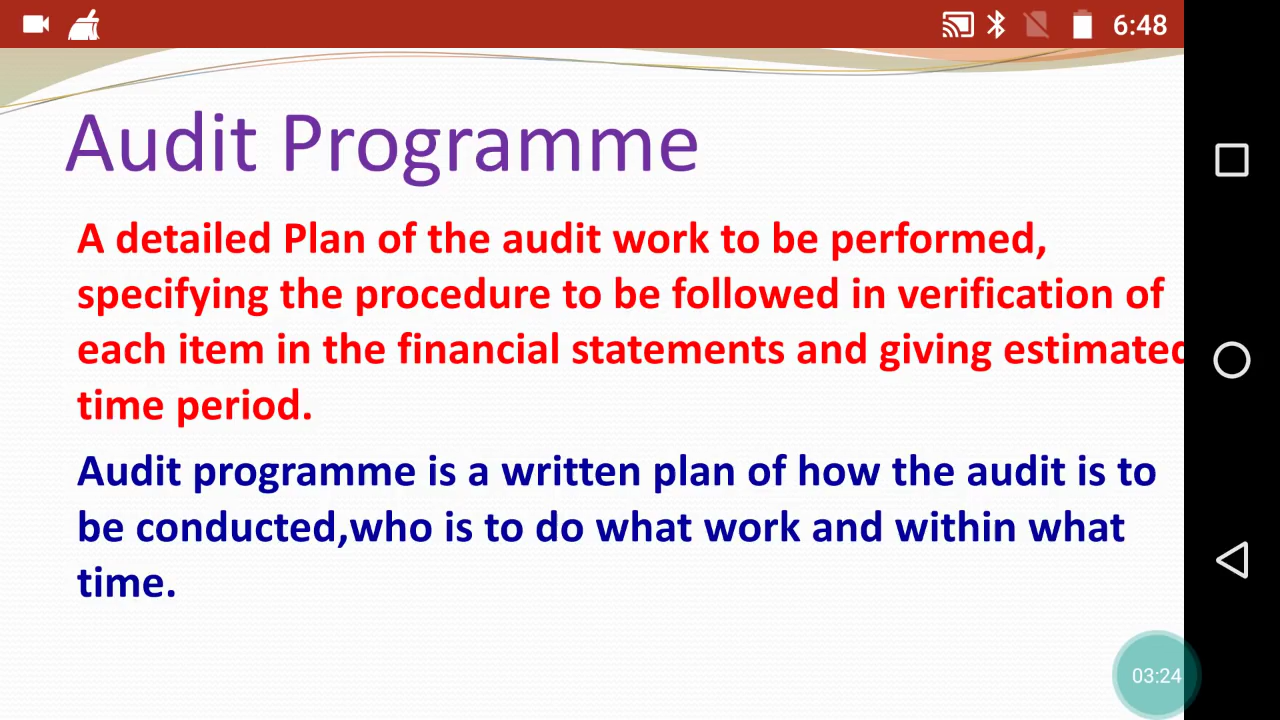 6:48
Audit Programme
A detailed Plan of the audit work to be performed,
specifying the procedure to be followed in verification of
each item in the financial statements and giving estimated
time period.
Audit programme is a written plan of how the audit is to
be conducted,who is to do what work and within what
time.
03:24